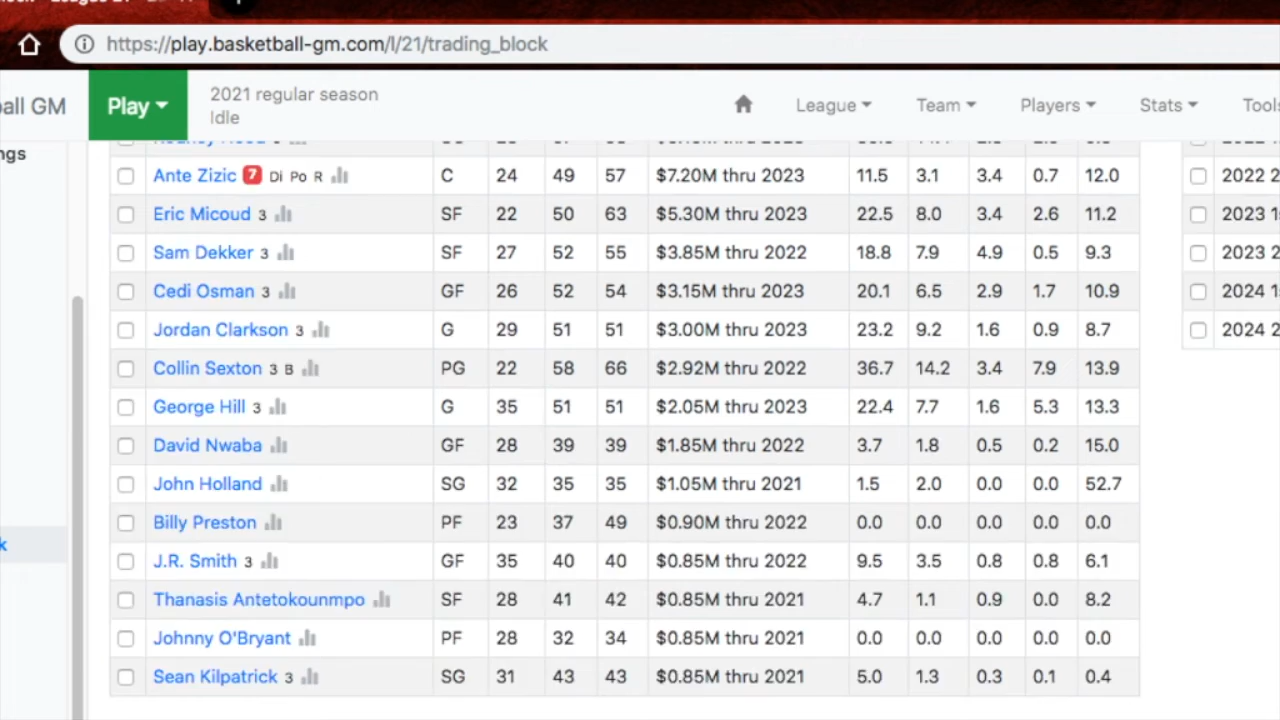 https://play.basketball-gm.com/l/21/trading_block
ball GM Play 2021 regular season League Team Players Stats Tools
Idle
ngs
Ante Zizic 7 Di Po R C 24 49 57 $7.20M thru 2023 11.5 3.1 3.4 0.7 12.0 2022 2
Eric Micoud 3 SF 22 50 63 $5.30M thru 2023 22.5 8.0 3.4 2.6 11.2 2023 1
Sam Dekker 3 SF 27 52 55 $3.85M thru 2022 18.8 7.9 4.9 0.5 9.3 2023 2
Cedi Osman 3 GF 26 52 54 $3.15M thru 2023 20.1 6.5 2.9 1.7 10.9 2024 1
Jordan Clarkson 3 G 29 51 51 $3.00M thru 2023 23.2 9.2 1.6 0.9 8.7 2024 2
Collin Sexton 3 B PG 22 58 66 $2.92M thru 2022 36.7 14.2 3.4 7.9 13.9
George Hill 3 G 35 51 51 $2.05M thru 2023 22.4 7.7 1.6 5.3 13.3
David Nwaba GF 28 39 39 $1.85M thru 2022 3.7 1.8 0.5 0.2 15.0
John Holland SG 32 35 35 $1.05M thru 2021 1.5 2.0 0.0 0.0 52.7
Billy Preston PF 23 37 49 $0.90M thru 2022 0.0 0.0 0.0 0.0 0.0
k J.R. Smith 3 GF 35 40 40 $0.85M thru 2022 9.5 3.5 0.8 0.8 6.1
Thanasis Antetokounmpo SF 28 41 42 $0.85M thru 2021 4.7 1.1 0.9 0.0 8.2
Johnny O'Bryant PF 28 32 34 $0.85M thru 2021 0.0 0.0 0.0 0.0 0.0
Sean Kilpatrick 3 SG 31 43 43 $0.85M thru 2021 5.0 1.3 0.3 0.1 0.4